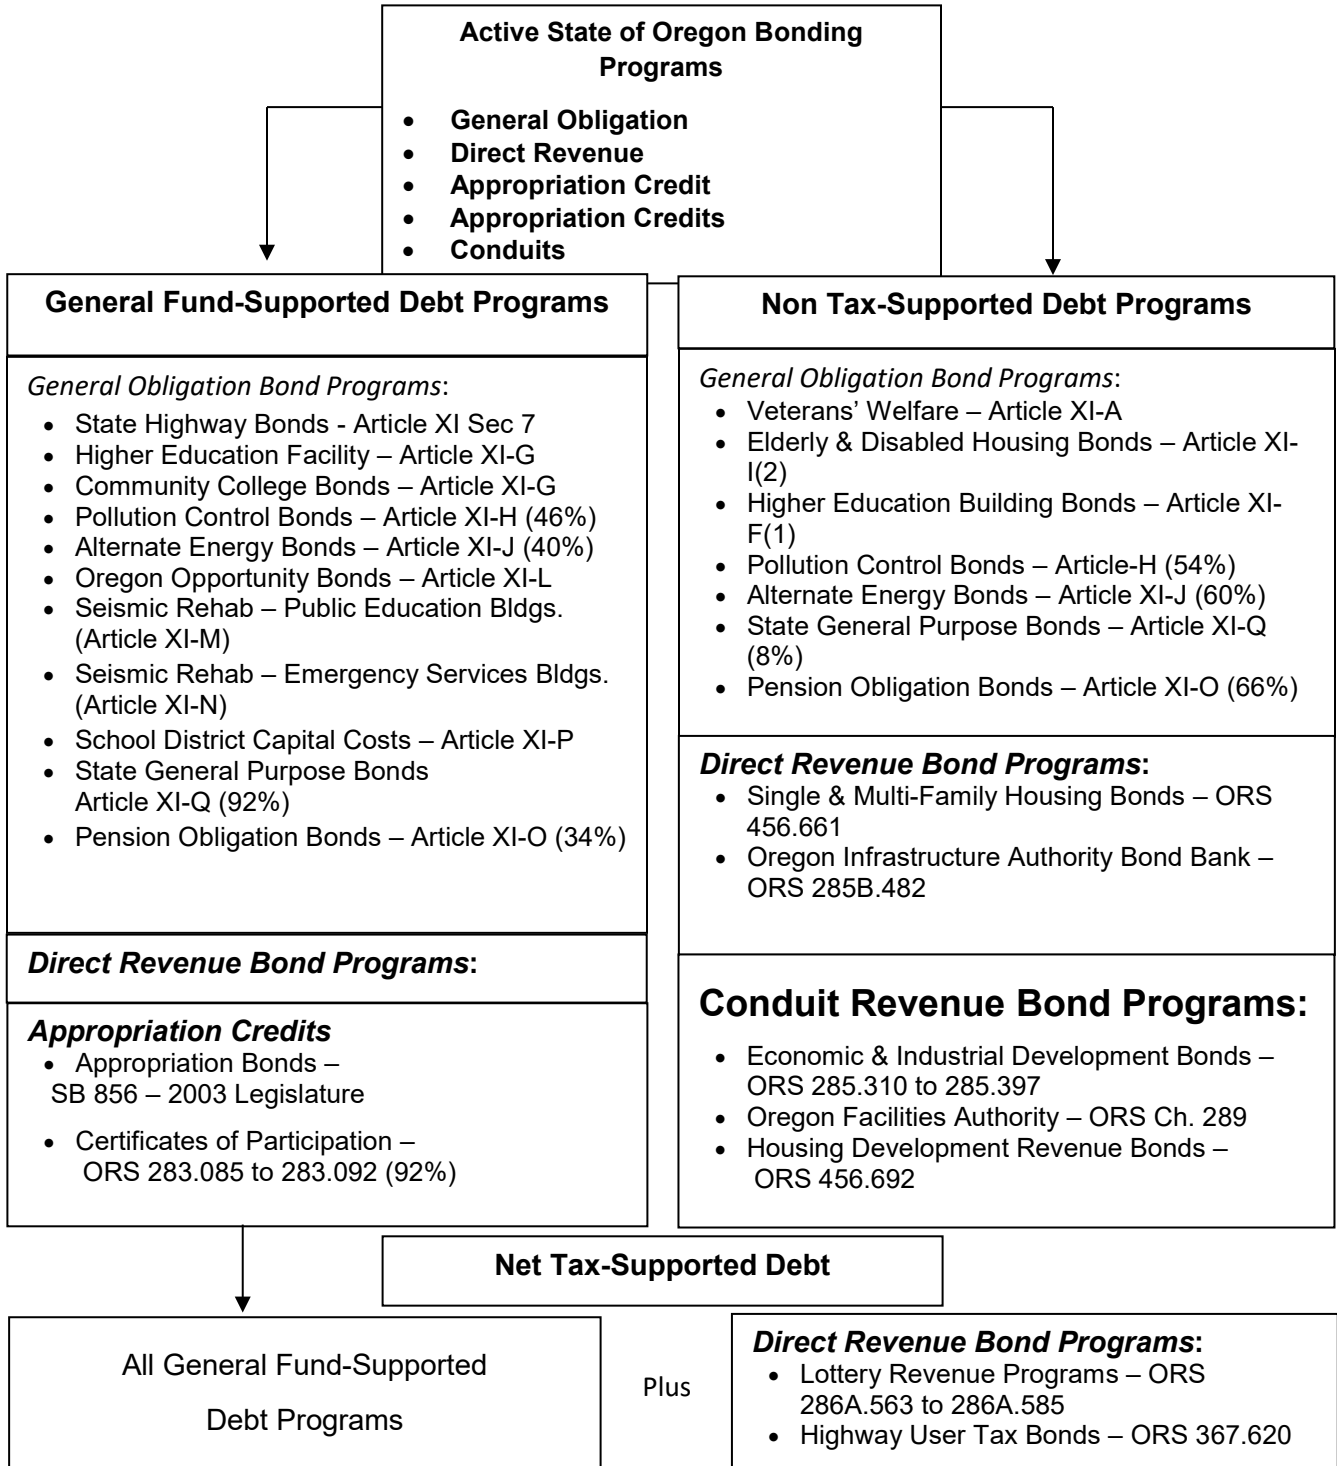 Active State of Oregon Bonding
Programs
• General Obligation
• Direct Revenue
• Appropriation Credit
• Appropriation Credits
• Conduits
General Fund-Supported Debt Programs
General Obligation Bond Programs:
• State Highway Bonds - Article XI Sec 7
• Higher Education Facility – Article XI-G
• Community College Bonds – Article XI-G
• Pollution Control Bonds – Article XI-H (46%)
• Alternate Energy Bonds – Article XI-J (40%)
• Oregon Opportunity Bonds – Article XI-L
• Seismic Rehab – Public Education Bldgs.
(Article XI-M)
• Seismic Rehab – Emergency Services Bldgs.
(Article XI-N)
• School District Capital Costs – Article XI-P
• State General Purpose Bonds
Article XI-Q (92%)
• Pension Obligation Bonds – Article XI-O (34%)
Direct Revenue Bond Programs:
Appropriation Credits
• Appropriation Bonds –
SB 856 – 2003 Legislature
• Certificates of Participation –
ORS 283.085 to 283.092 (92%)
Non Tax-Supported Debt Programs
General Obligation Bond Programs:
• Veterans’ Welfare – Article XI-A
• Elderly & Disabled Housing Bonds – Article XI-
I(2)
• Higher Education Building Bonds – Article XI-
F(1)
• Pollution Control Bonds – Article-H (54%)
• Alternate Energy Bonds – Article XI-J (60%)
• State General Purpose Bonds – Article XI-Q
(8%)
• Pension Obligation Bonds – Article XI-O (66%)
Direct Revenue Bond Programs:
• Single & Multi-Family Housing Bonds – ORS
456.661
• Oregon Infrastructure Authority Bond Bank –
ORS 285B.482
Conduit Revenue Bond Programs:
• Economic & Industrial Development Bonds –
ORS 285.310 to 285.397
• Oregon Facilities Authority – ORS Ch. 289
• Housing Development Revenue Bonds –
ORS 456.692
Net Tax-Supported Debt
All General Fund-Supported
Debt Programs
Plus
Direct Revenue Bond Programs:
• Lottery Revenue Programs – ORS
286A.563 to 286A.585
• Highway User Tax Bonds – ORS 367.620